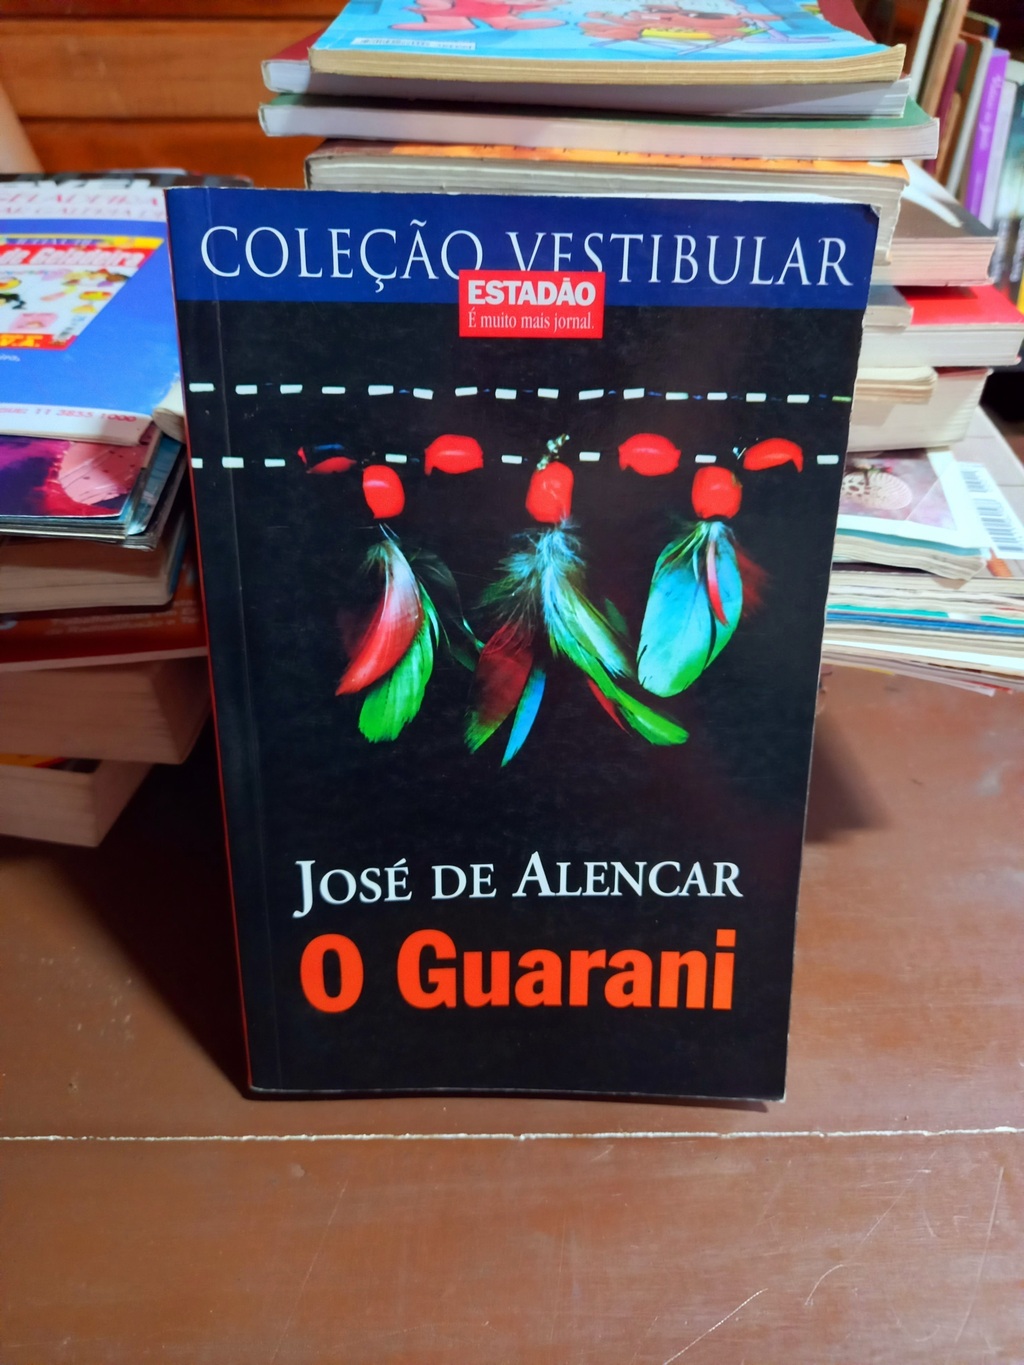 COLEÇÃO VESTIBULAR
ESTADÃO
É muito mais jornal.
JOSÉ DE ALENCAR
O Guarani